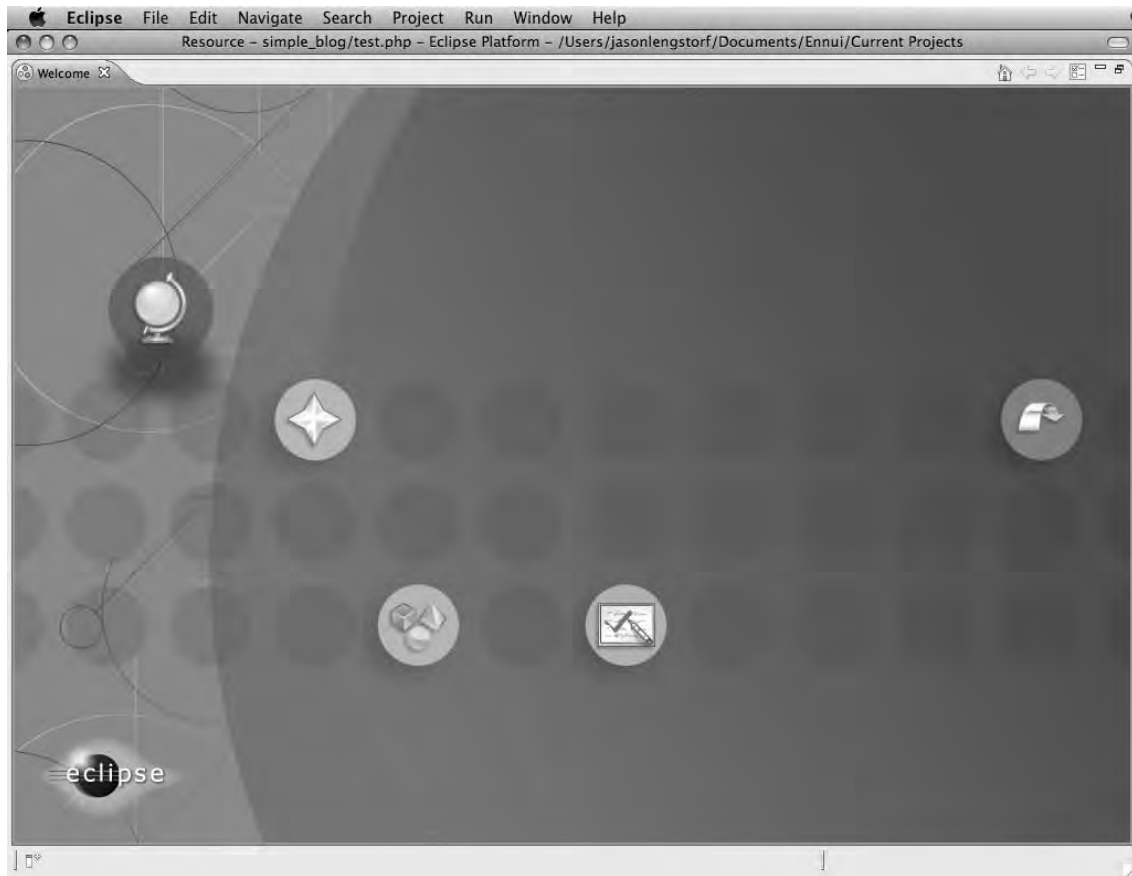 Eclipse File Edit Navigate Search Project Run Window Help
Resource – simple_blog/test.php – Eclipse Platform – /Users/jasonlengstorf/Documents/Ennui/Current Projects
Welcome
eclipse